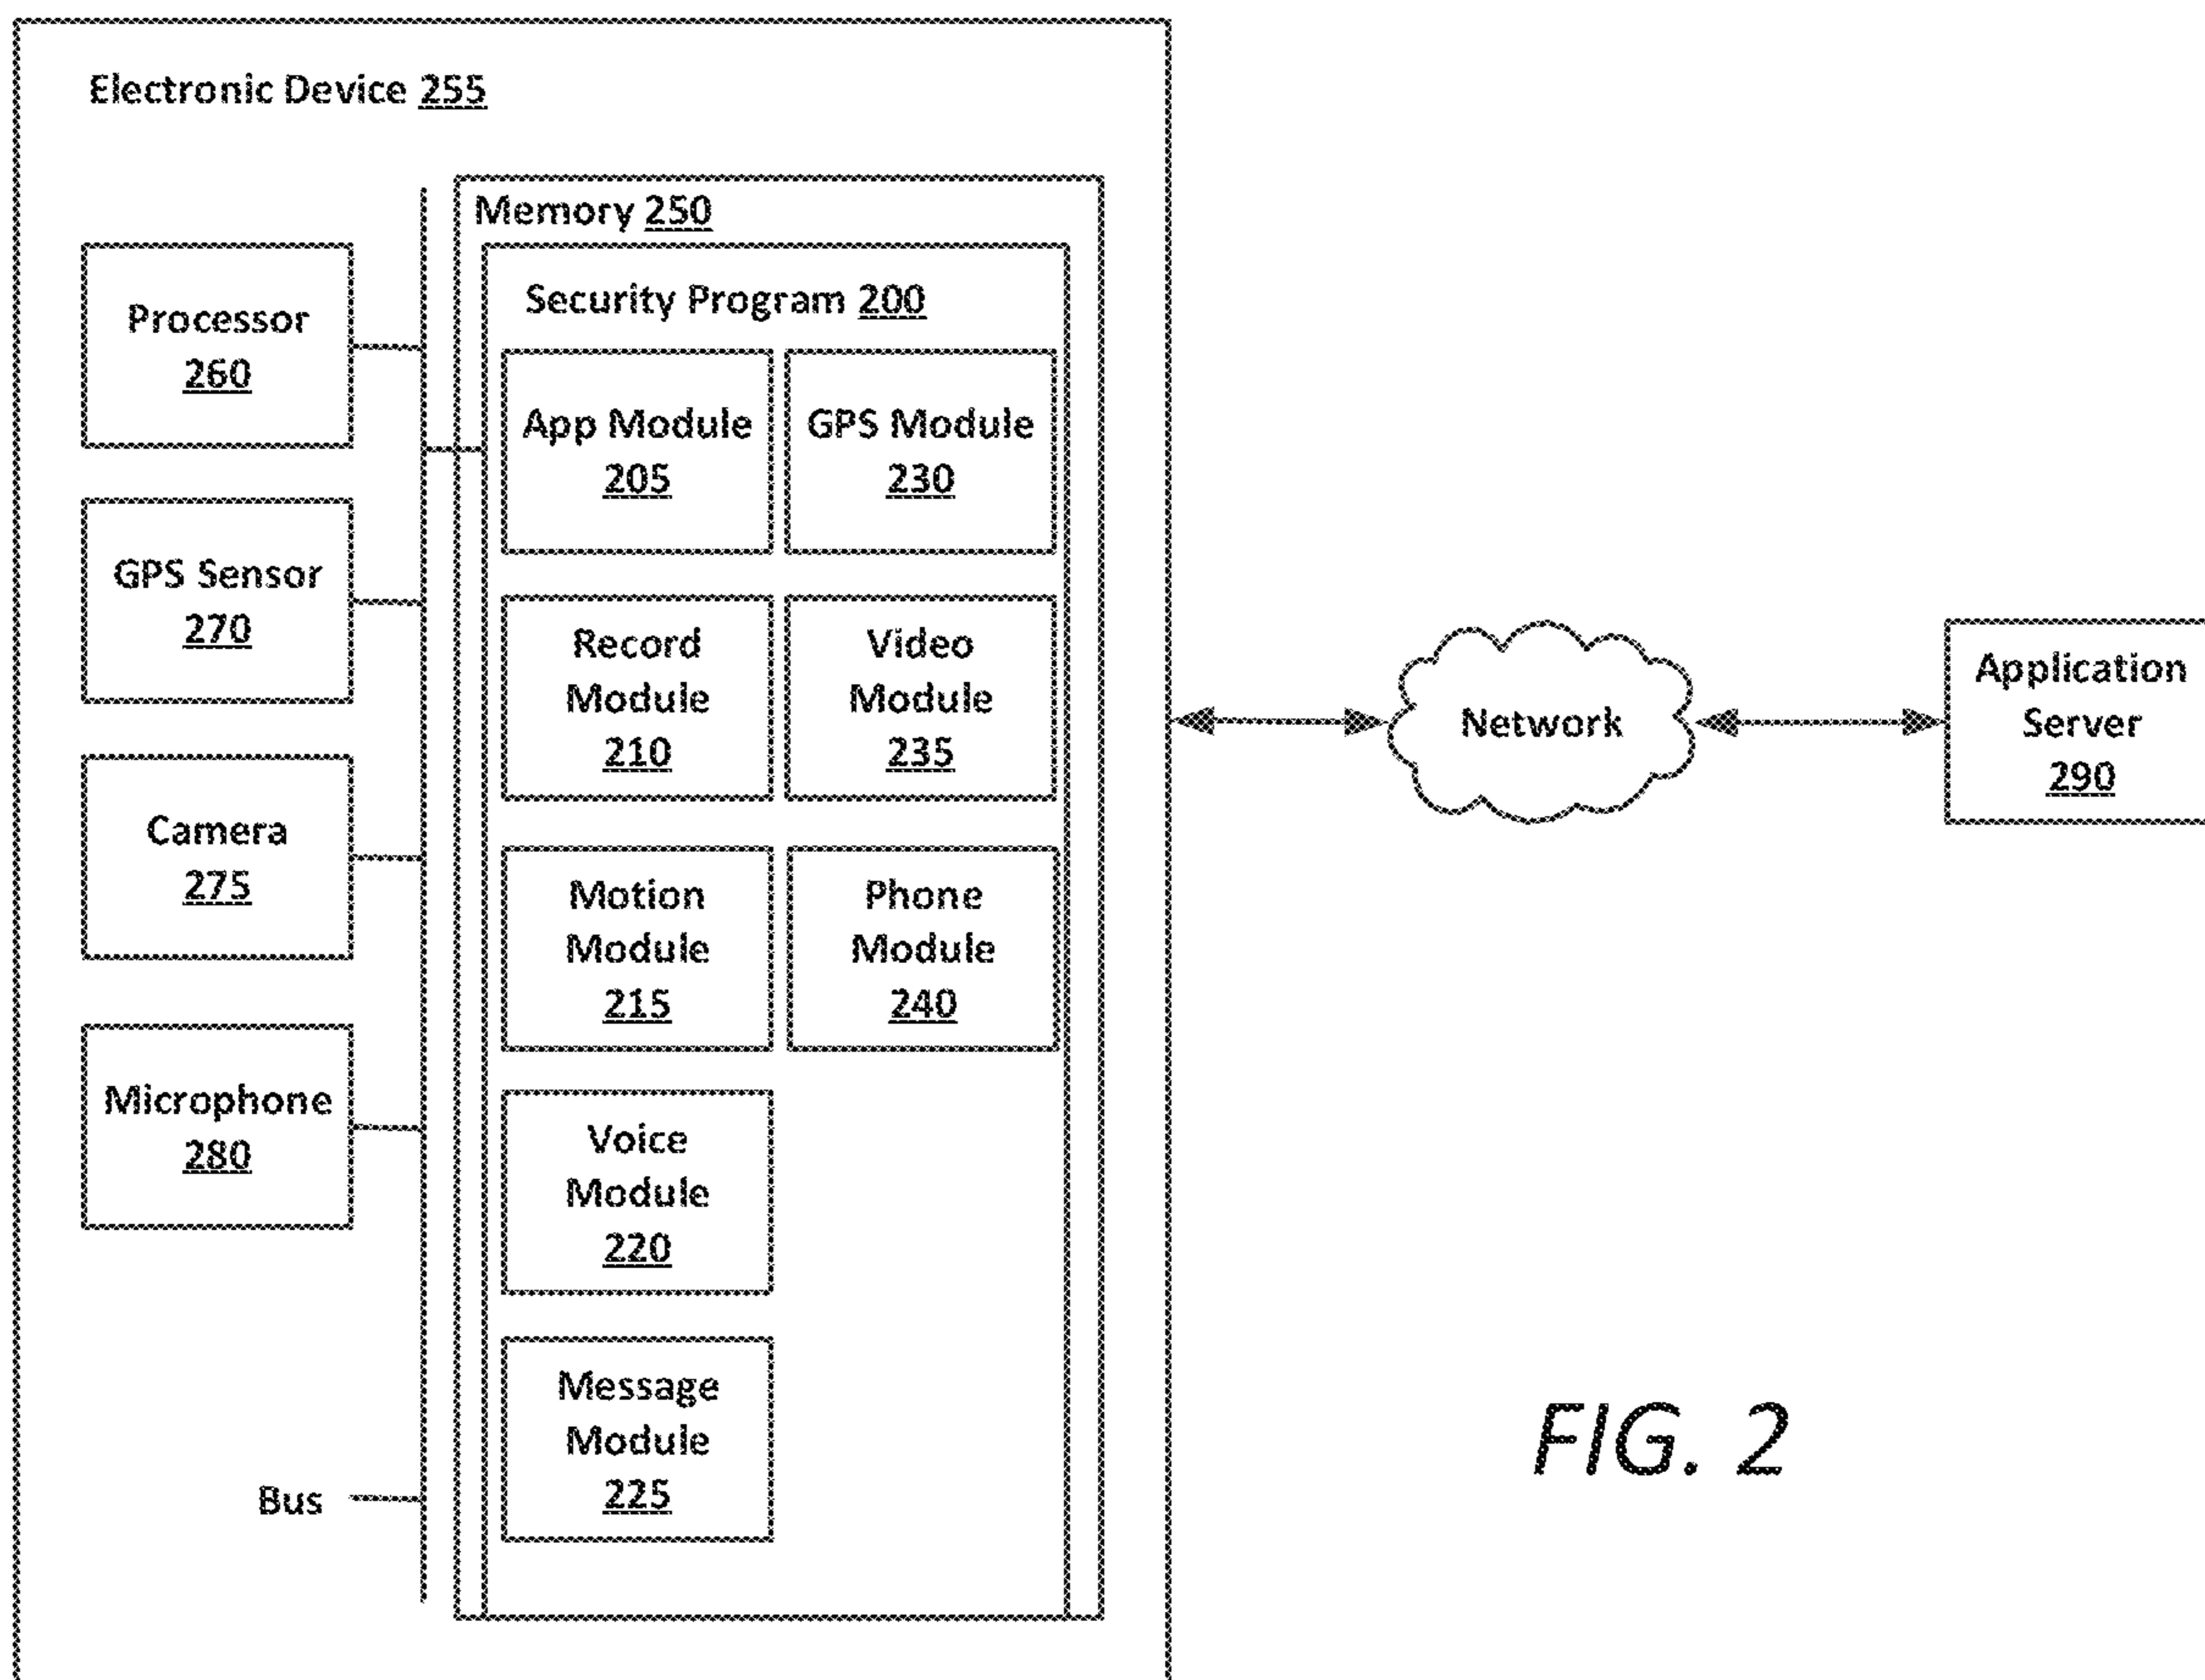 Electronic Device 255
Memory 250
Security Program 200
Processor
260
GPS Sensor
270
Camera
275
Microphone
280
Bus
App Module
205
GPS Module
230
Record
Module
210
Video
Module
235
Motion
Module
215
Phone
Module
240
Voice
Module
220
Message
Module
225
Network
Application
Server
290
FIG. 2